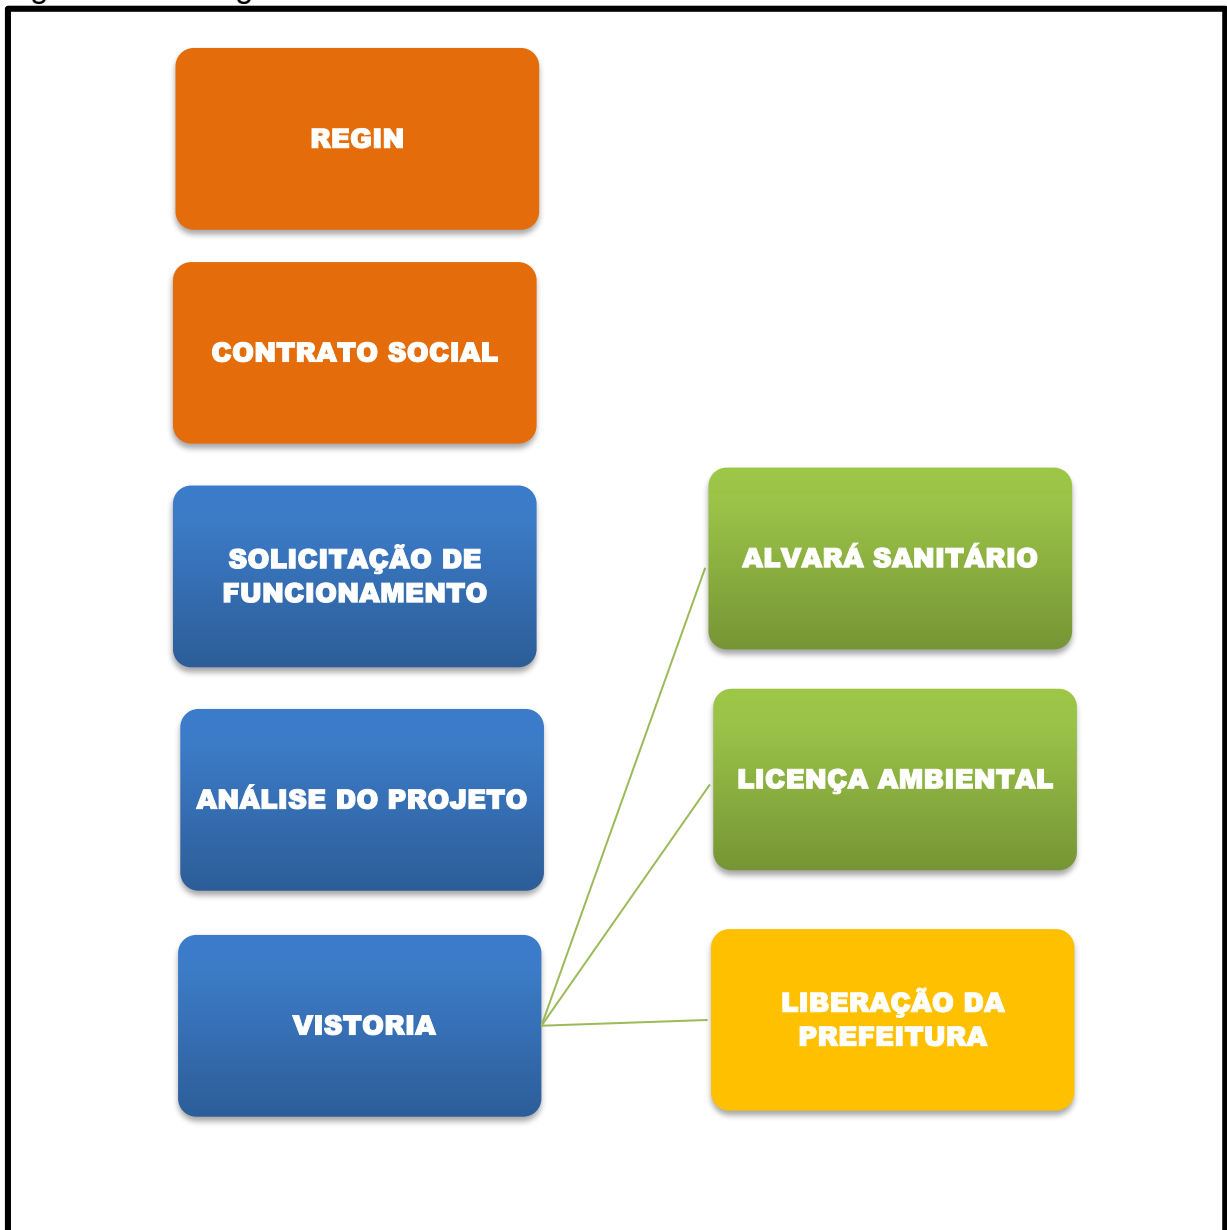 REGIN
CONTRATO SOCIAL
SOLICITAÇÃO DE
FUNCIONAMENTO
ANÁLISE DO PROJETO
VISTORIA
ALVARÁ SANITÁRIO
LICENÇA AMBIENTAL
LIBERAÇÃO DA
PREFEITURA